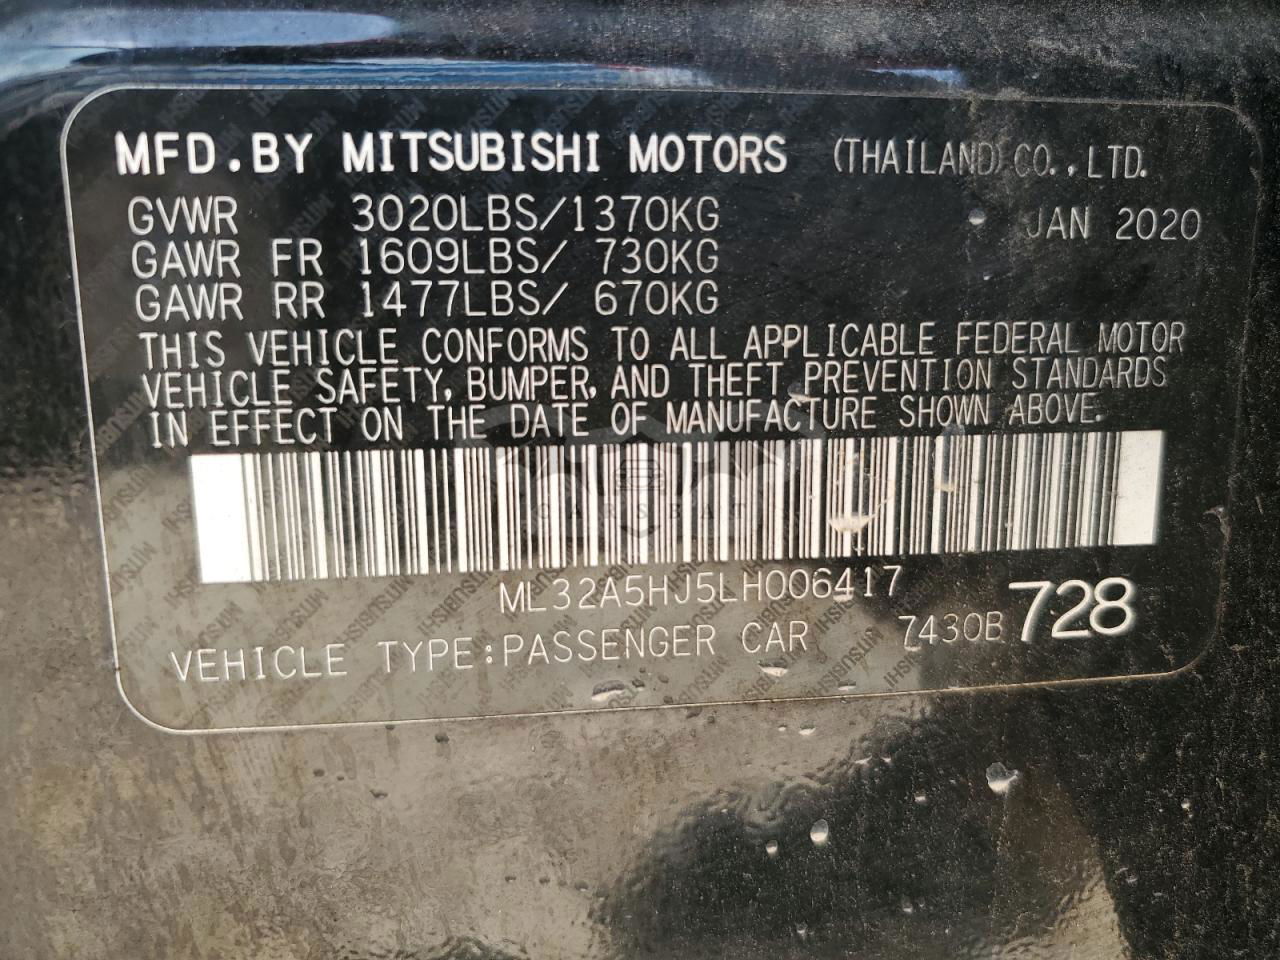 MFD.BY MITSUBISHI MOTORS (THAILAND) CO.,LTD.
GVWR 3020LBS/1370KG JAN 2020
GAWR FR 1609LBS/ 730KG
GAWR RR 1477LBS/ 670KG
THIS VEHICLE CONFORMS TO ALL APPLICABLE FEDERAL MOTOR
VEHICLE SAFETY, BUMPER, AND THEFT PREVENTION STANDARDS
IN EFFECT ON THE DATE OF MANUFACTURE SHOWN ABOVE.
ML32A5HJ5LH006417
VEHICLE TYPE:PASSENGER CAR 7430B 728